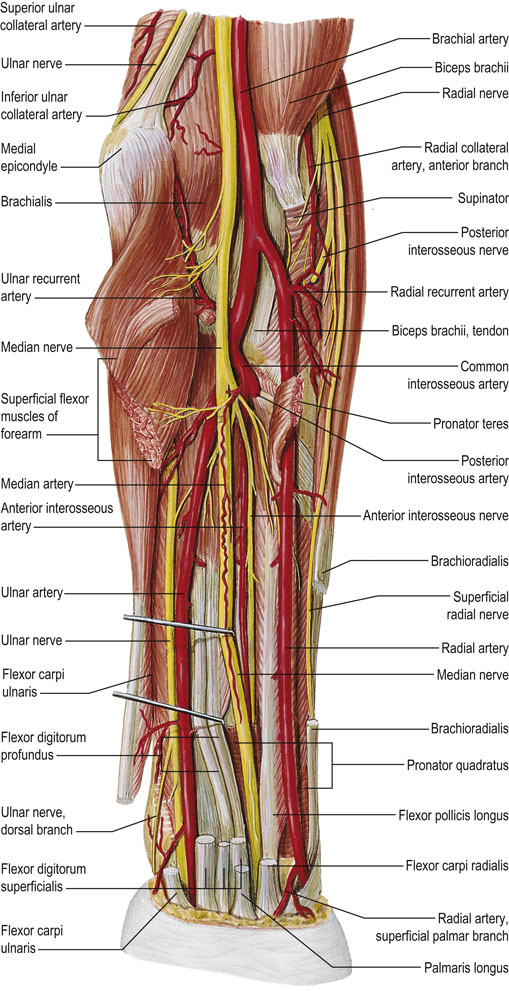 Superior ulnar
collateral artery
Ulnar nerve
Inferior ulnar
collateral artery
Medial
epicondyle
Brachialis
Ulnar recurrent
artery
Median nerve
Superficial flexor
muscles of
forearm
Median artery
Anterior interosseous
artery
Ulnar artery
Ulnar nerve
Flexor carpi
ulnaris
Flexor digitorum
profundus
Ulnar nerve,
dorsal branch
Flexor digitorum
superficialis
Flexor carpi
ulnaris
Brachial artery
Biceps brachii
Radial nerve
Radial collateral
artery, anterior branch
Supinator
Posterior
interosseous nerve
Radial recurrent artery
Biceps brachii, tendon
Common
interosseous artery
Pronator teres
Posterior
interosseous artery
Anterior interosseous nerve
Brachioradialis
Superficial
radial nerve
Radial artery
Median nerve
Brachioradialis
Pronator quadratus
Flexor pollicis longus
Flexor carpi radialis
Radial artery,
superficial palmar branch
Palmaris longus